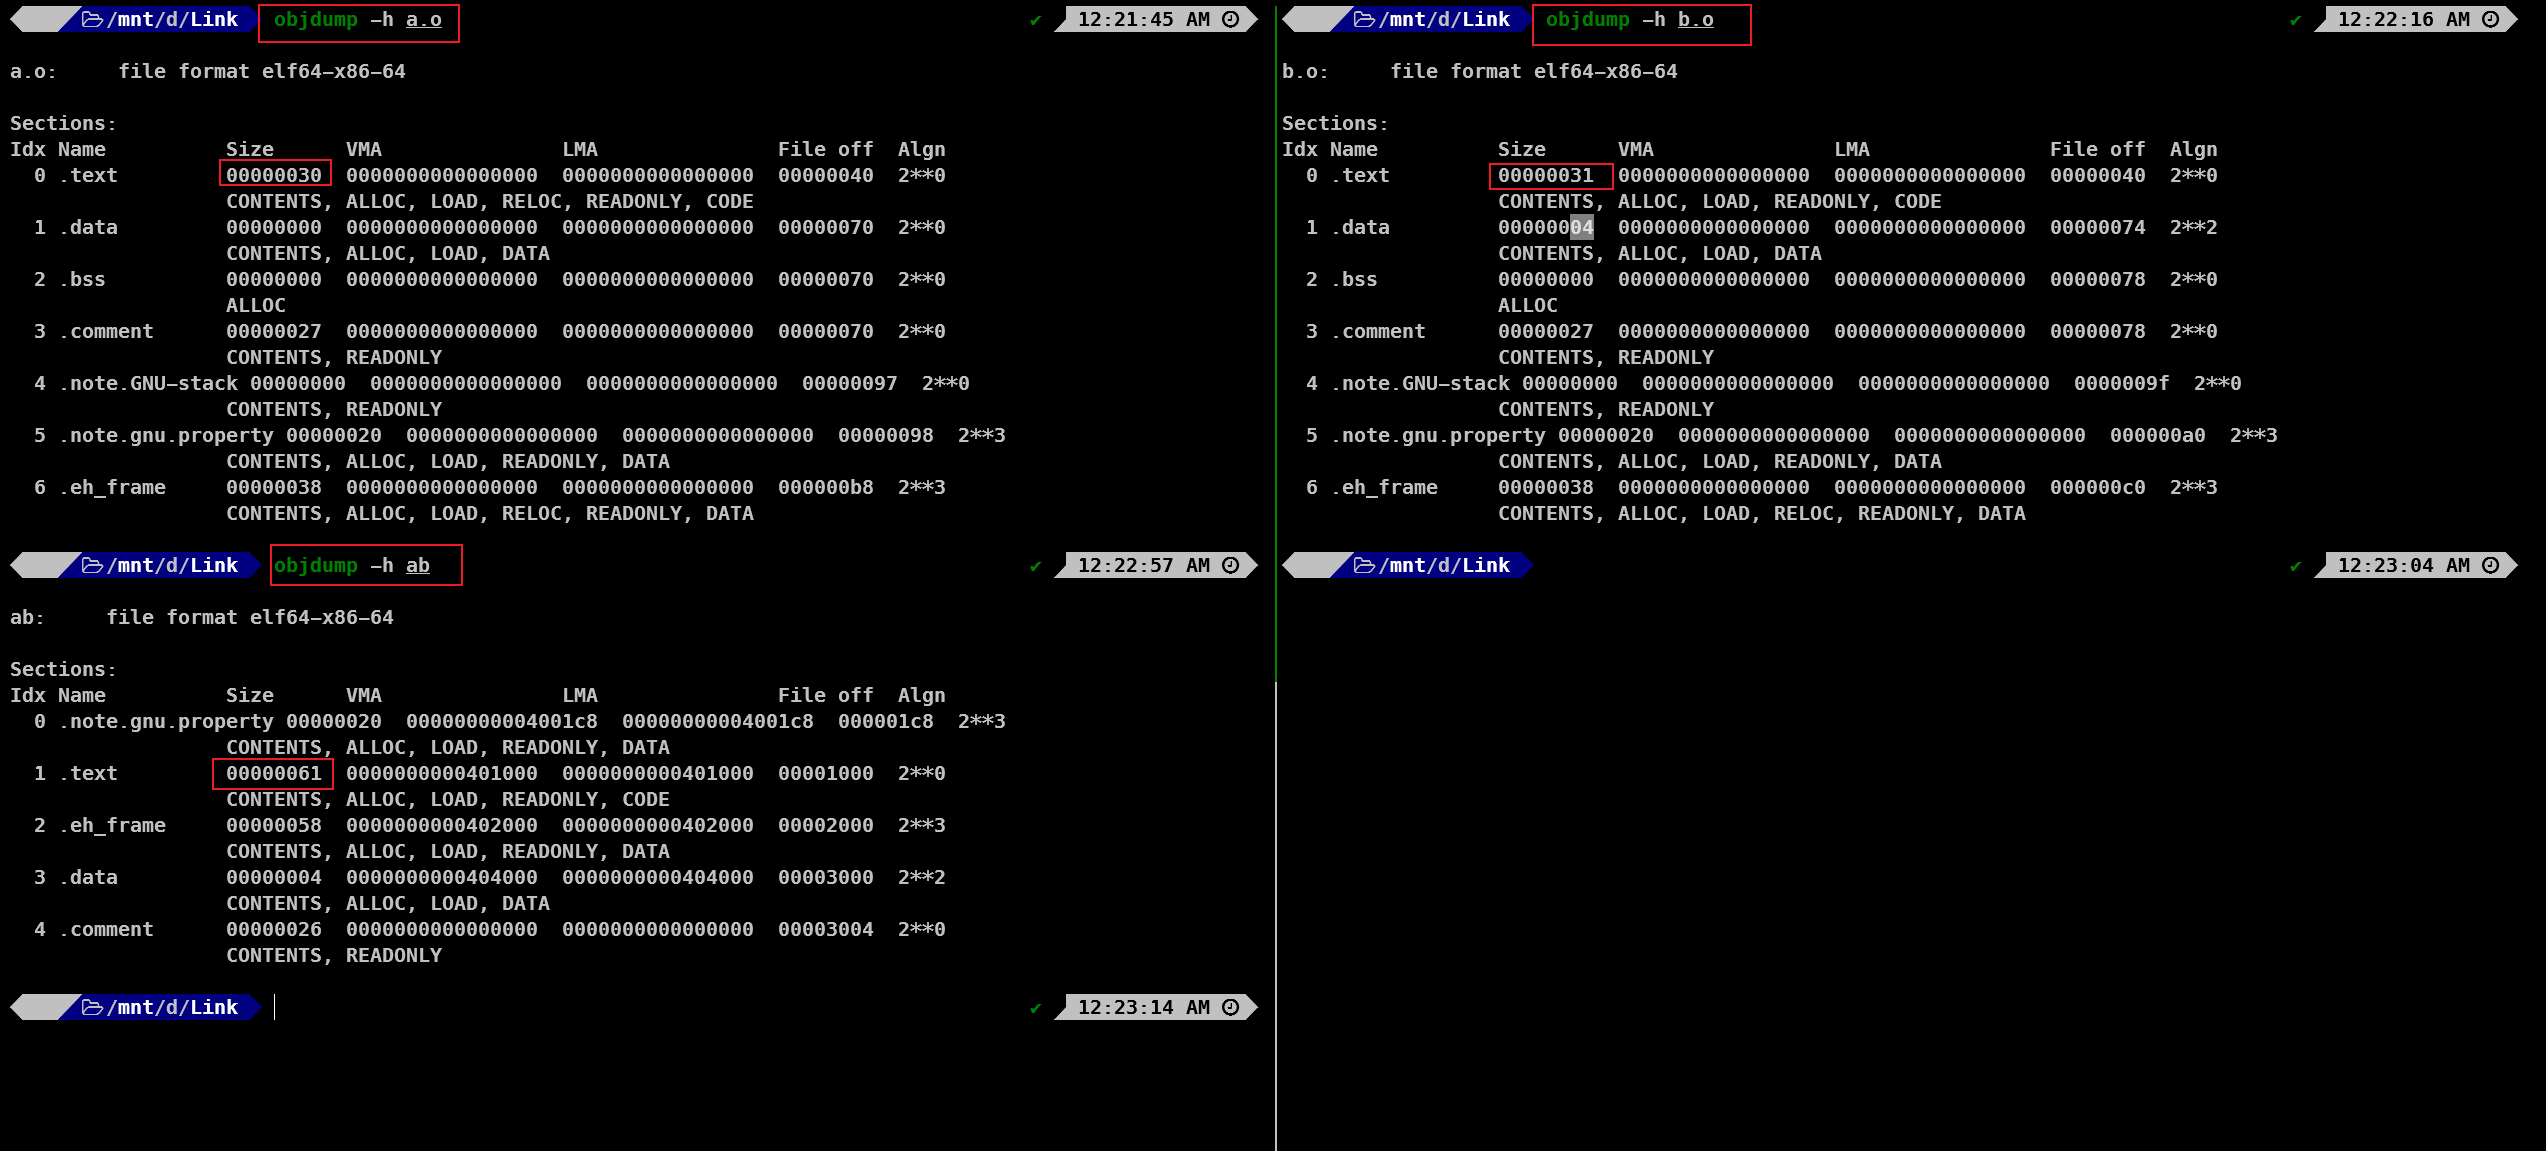 /mnt/d/Link objdump -h a.o ✔ 12:21:45 AM
a.o:     file format elf64-x86-64
Sections:
Idx Name          Size      VMA               LMA               File off  Algn
  0 .text         00000030  0000000000000000  0000000000000000  00000040  2**0
                  CONTENTS, ALLOC, LOAD, RELOC, READONLY, CODE
  1 .data         00000000  0000000000000000  0000000000000000  00000070  2**0
                  CONTENTS, ALLOC, LOAD, DATA
  2 .bss          00000000  0000000000000000  0000000000000000  00000070  2**0
                  ALLOC
  3 .comment      00000027  0000000000000000  0000000000000000  00000070  2**0
                  CONTENTS, READONLY
  4 .note.GNU-stack 00000000  0000000000000000  0000000000000000  00000097  2**0
                  CONTENTS, READONLY
  5 .note.gnu.property 00000020  0000000000000000  0000000000000000  00000098  2**3
                  CONTENTS, ALLOC, LOAD, READONLY, DATA
  6 .eh_frame     00000038  0000000000000000  0000000000000000  000000b8  2**3
                  CONTENTS, ALLOC, LOAD, RELOC, READONLY, DATA
/mnt/d/Link objdump -h ab ✔ 12:22:57 AM
ab:     file format elf64-x86-64
Sections:
Idx Name          Size      VMA               LMA               File off  Algn
  0 .note.gnu.property 00000020  00000000004001c8  00000000004001c8  000001c8  2**3
                  CONTENTS, ALLOC, LOAD, READONLY, DATA
  1 .text         00000061  0000000000401000  0000000000401000  00001000  2**0
                  CONTENTS, ALLOC, LOAD, READONLY, CODE
  2 .eh_frame     00000058  0000000000402000  0000000000402000  00002000  2**3
                  CONTENTS, ALLOC, LOAD, READONLY, DATA
  3 .data         00000004  0000000000404000  0000000000404000  00003000  2**2
                  CONTENTS, ALLOC, LOAD, DATA
  4 .comment      00000026  0000000000000000  0000000000000000  00003004  2**0
                  CONTENTS, READONLY
/mnt/d/Link ✔ 12:23:14 AM
/mnt/d/Link objdump -h b.o ✔ 12:22:16 AM
b.o:     file format elf64-x86-64
Sections:
Idx Name          Size      VMA               LMA               File off  Algn
  0 .text         00000031  0000000000000000  0000000000000000  00000040  2**0
                  CONTENTS, ALLOC, LOAD, READONLY, CODE
  1 .data         00000004  0000000000000000  0000000000000000  00000074  2**2
                  CONTENTS, ALLOC, LOAD, DATA
  2 .bss          00000000  0000000000000000  0000000000000000  00000078  2**0
                  ALLOC
  3 .comment      00000027  0000000000000000  0000000000000000  00000078  2**0
                  CONTENTS, READONLY
  4 .note.GNU-stack 00000000  0000000000000000  0000000000000000  0000009f  2**0
                  CONTENTS, READONLY
  5 .note.gnu.property 00000020  0000000000000000  0000000000000000  000000a0  2**3
                  CONTENTS, ALLOC, LOAD, READONLY, DATA
  6 .eh_frame     00000038  0000000000000000  0000000000000000  000000c0  2**3
                  CONTENTS, ALLOC, LOAD, RELOC, READONLY, DATA
/mnt/d/Link ✔ 12:23:04 AM